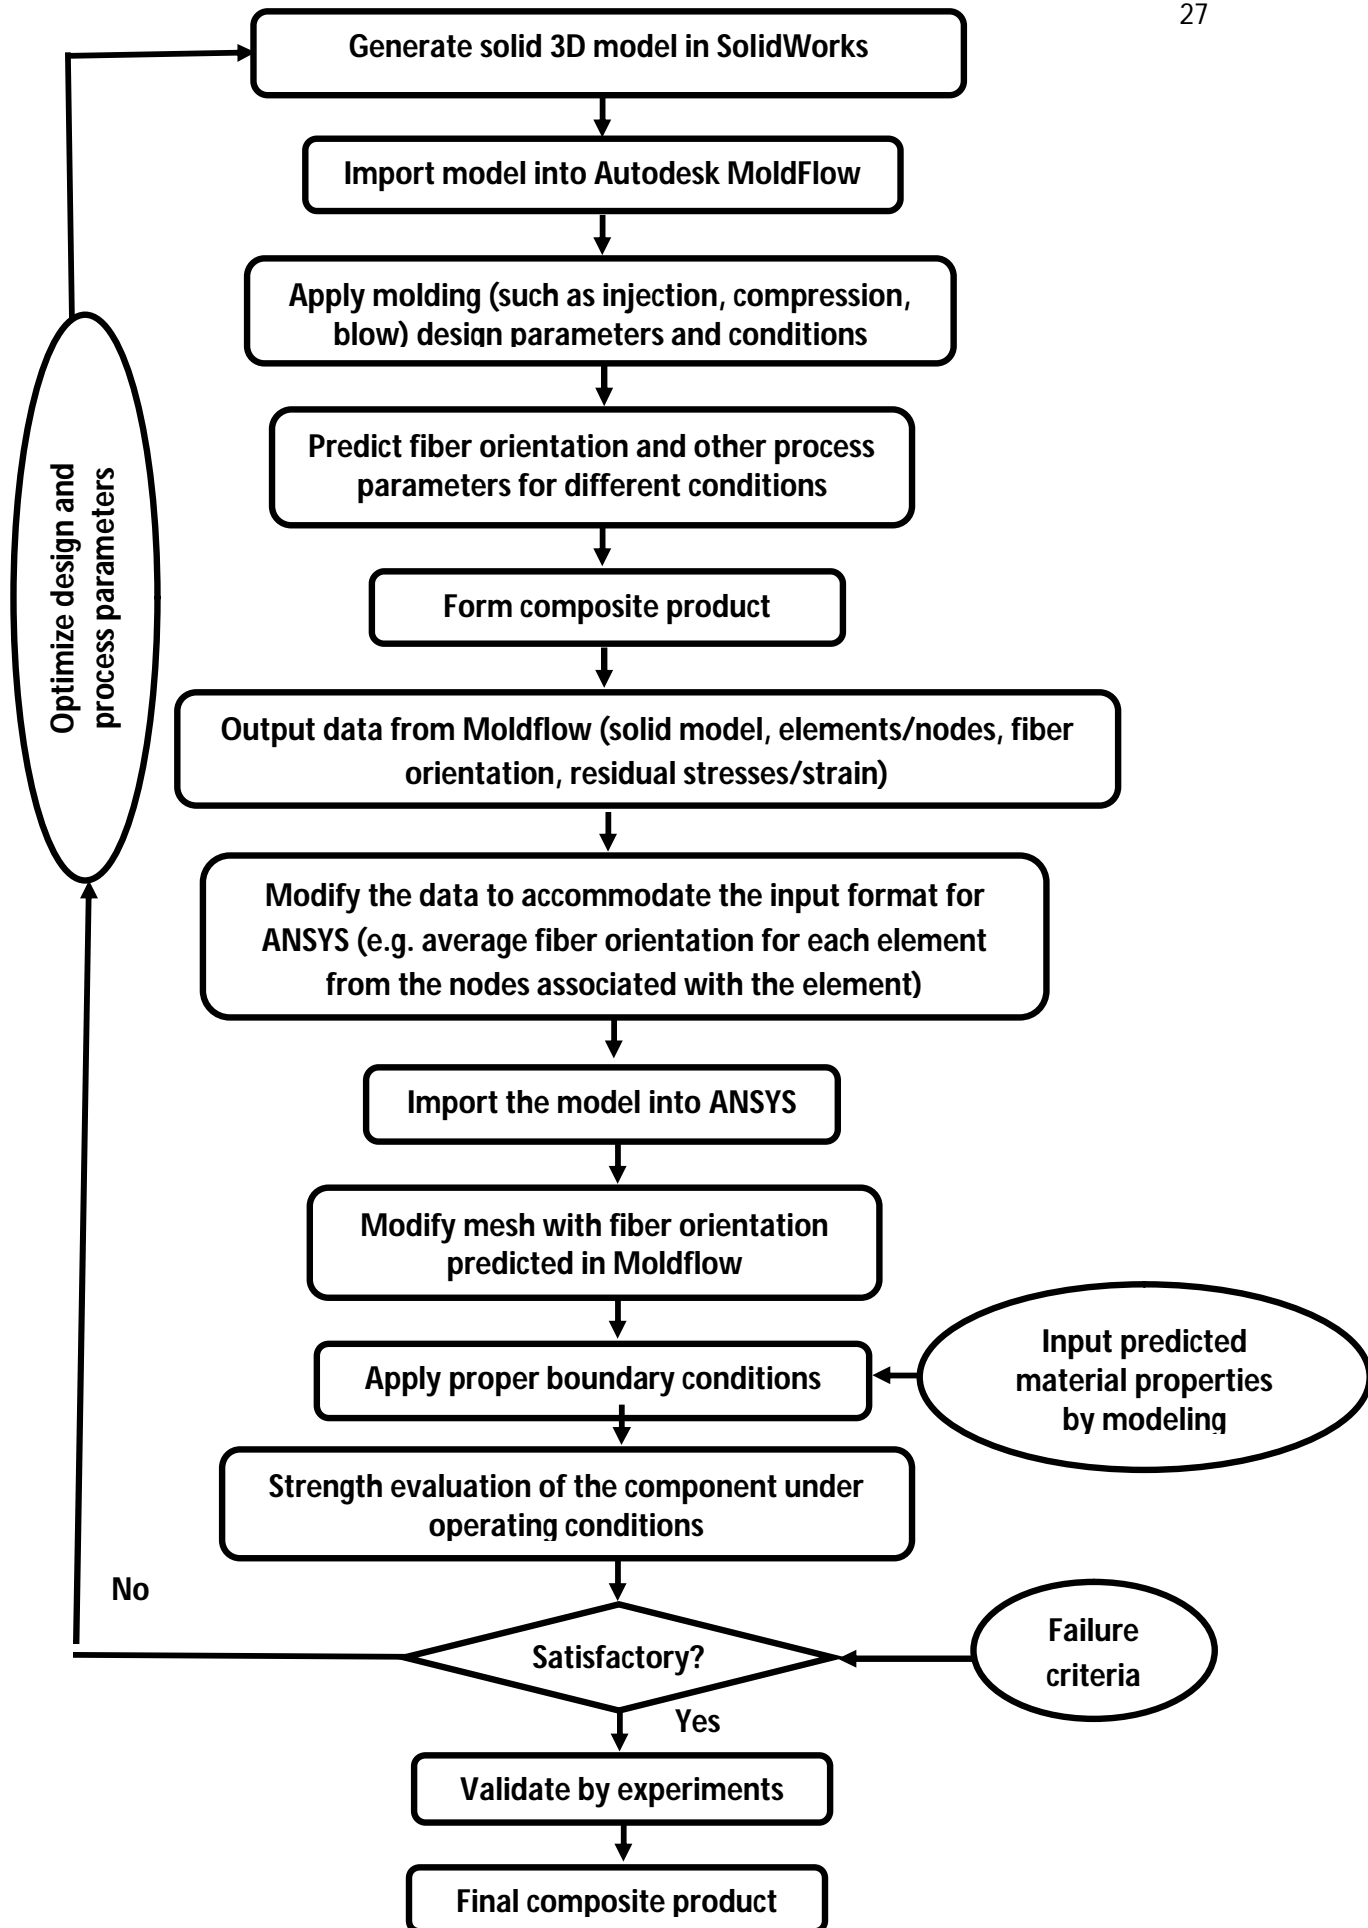 27
Generate solid 3D model in SolidWorks
Import model into Autodesk MoldFlow
Apply molding (such as injection, compression,
blow) design parameters and conditions
Predict fiber orientation and other process
parameters for different conditions
Optimize design and
process parameters
Form composite product
Output data from Moldflow (solid model, elements/nodes, fiber
orientation, residual stresses/strain)
Modify the data to accommodate the input format for
ANSYS (e.g. average fiber orientation for each element
from the nodes associated with the element)
Import the model into ANSYS
Modify mesh with fiber orientation
predicted in Moldflow
Apply proper boundary conditions
Input predicted
material properties
by modeling
Strength evaluation of the component under
operating conditions
No
Satisfactory?
Failure
criteria
Yes
Validate by experiments
Final composite product